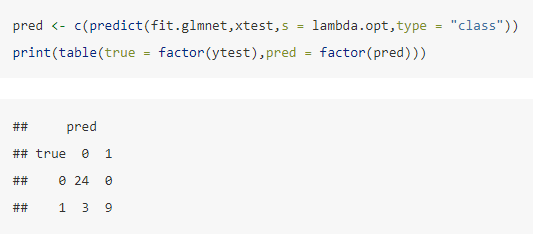 pred <- c(predict(fit.glmnet,xtest,s = lambda.opt,type = "class"))
print(table(true = factor(ytest),pred = factor(pred)))
##     pred
## true  0  1
##    0 24  0
##    1  3  9